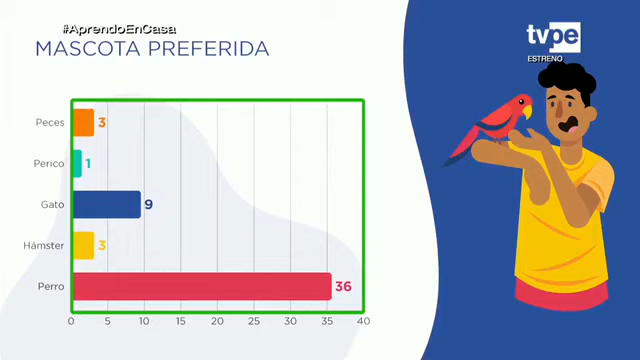 #AprendoEnCasa
MASCOTA PREFERIDA
tvpe
ESTRENO
Peces 3
Perico 1
Gato 9
Hámster 3
Perro 36
0 5 10 15 20 25 30 35 40